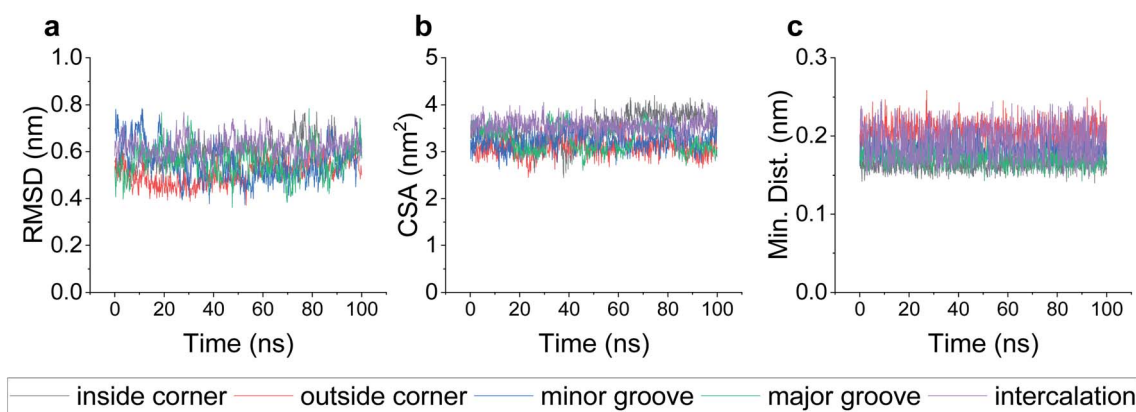 a
b
c
1.0
0.8
0.6
0.4
0.2
0.0
RMSD (nm)
0 20 40 60 80 100
Time (ns)
5
4
3
2
1
0
CSA (nm²)
0 20 40 60 80 100
Time (ns)
0.3
0.2
0.1
0.0
Min. Dist. (nm)
0 20 40 60 80 100
Time (ns)
inside corner outside corner minor groove major groove intercalation